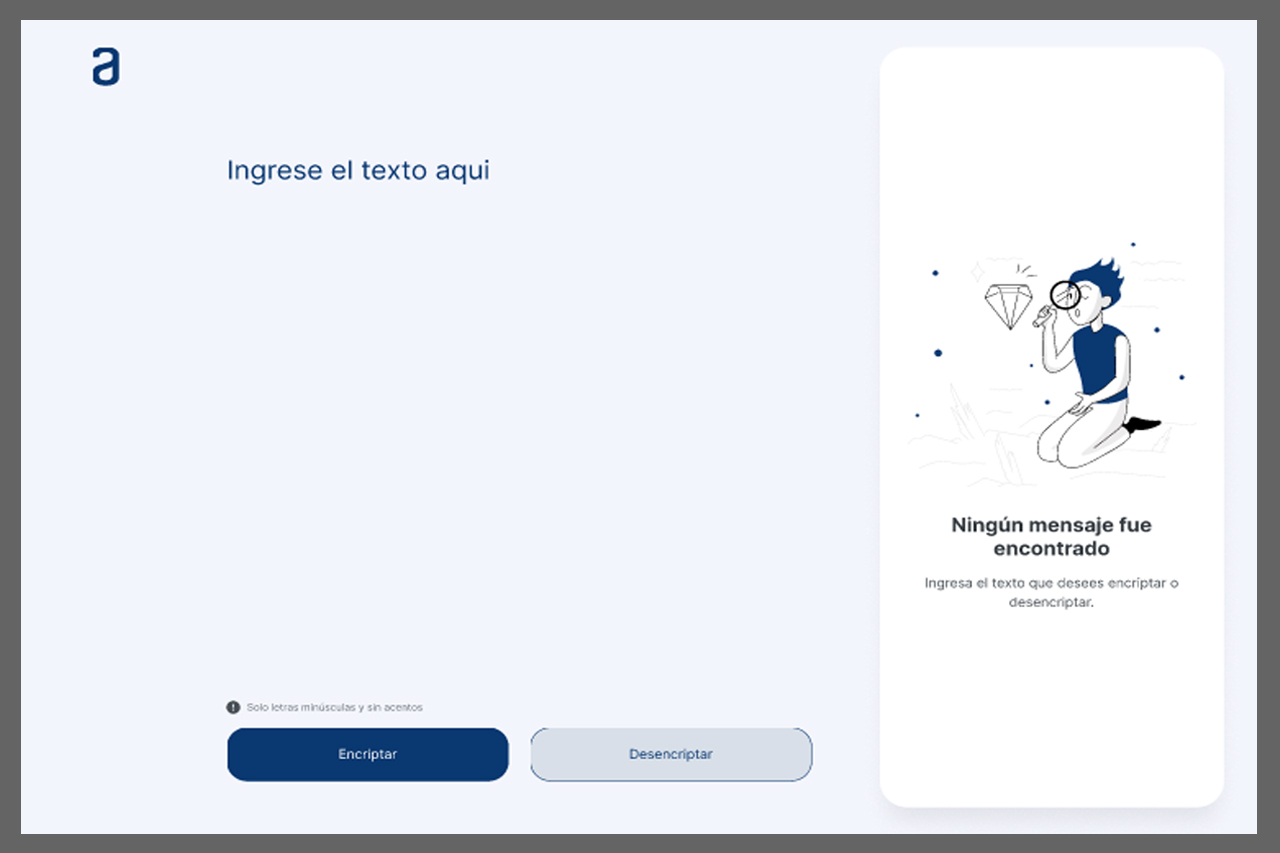 a
Ingrese el texto aqui
Ningún mensaje fue
encontrado
Ingresa el texto que desees encriptar o
desencriptar.
Solo letras minúsculas y sin acentos
Encriptar
Desencriptar